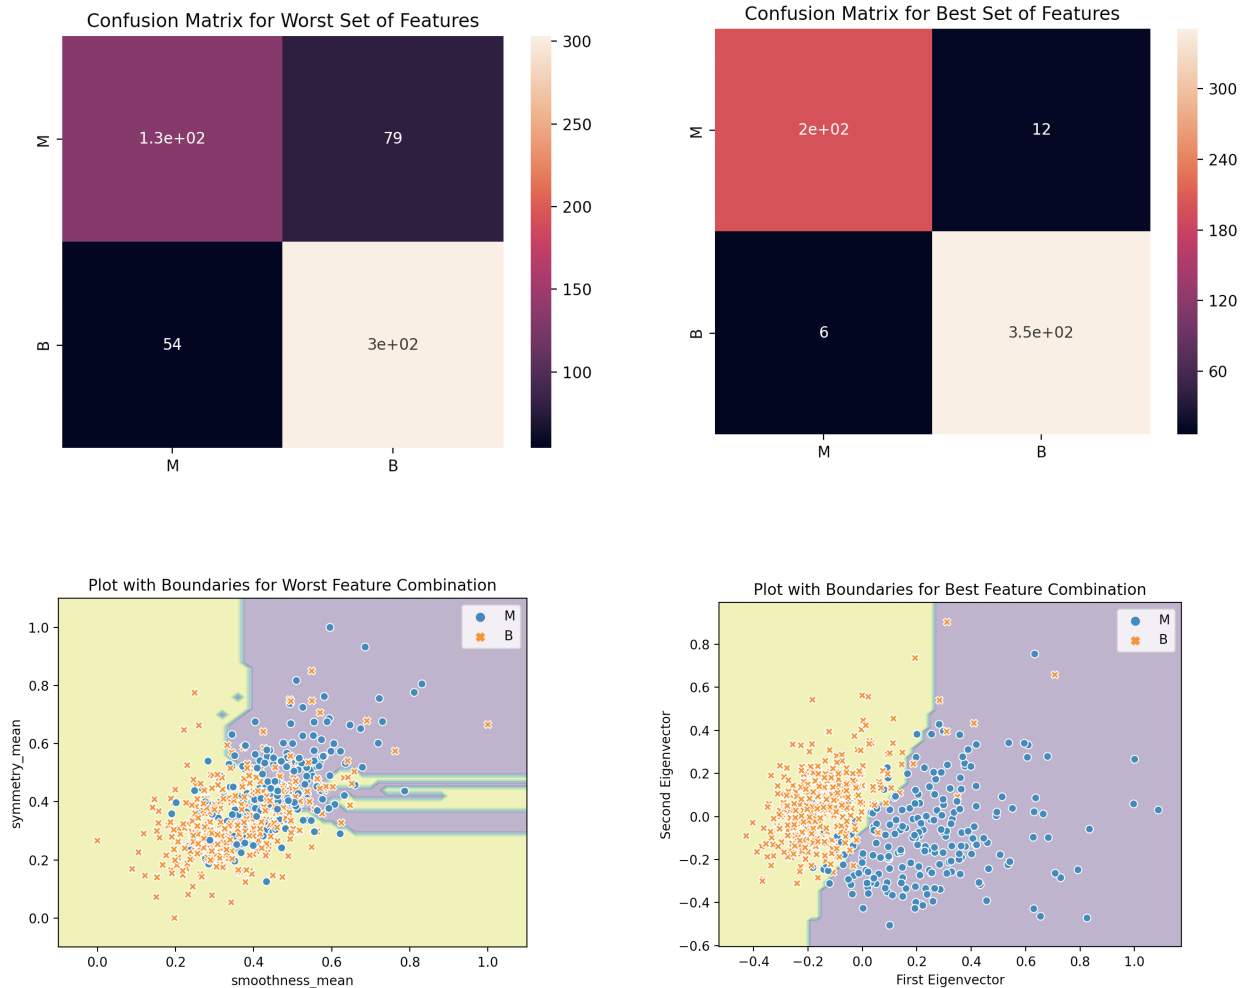 Confusion Matrix for Worst Set of Features
M
B
1.3e+02
79
54
3e+02
M
B
300
250
200
150
100
Confusion Matrix for Best Set of Features
M
B
2e+02
12
6
3.5e+02
M
B
300
240
180
120
60
Plot with Boundaries for Worst Feature Combination
M
B
symmetry_mean
1.0
0.8
0.6
0.4
0.2
0.0
0.0
0.2
0.4
0.6
0.8
1.0
smoothness_mean
Plot with Boundaries for Best Feature Combination
M
B
Second Eigenvector
0.8
0.6
0.4
0.2
0.0
−0.2
−0.4
−0.6
−0.4
−0.2
0.0
0.2
0.4
0.6
0.8
1.0
First Eigenvector